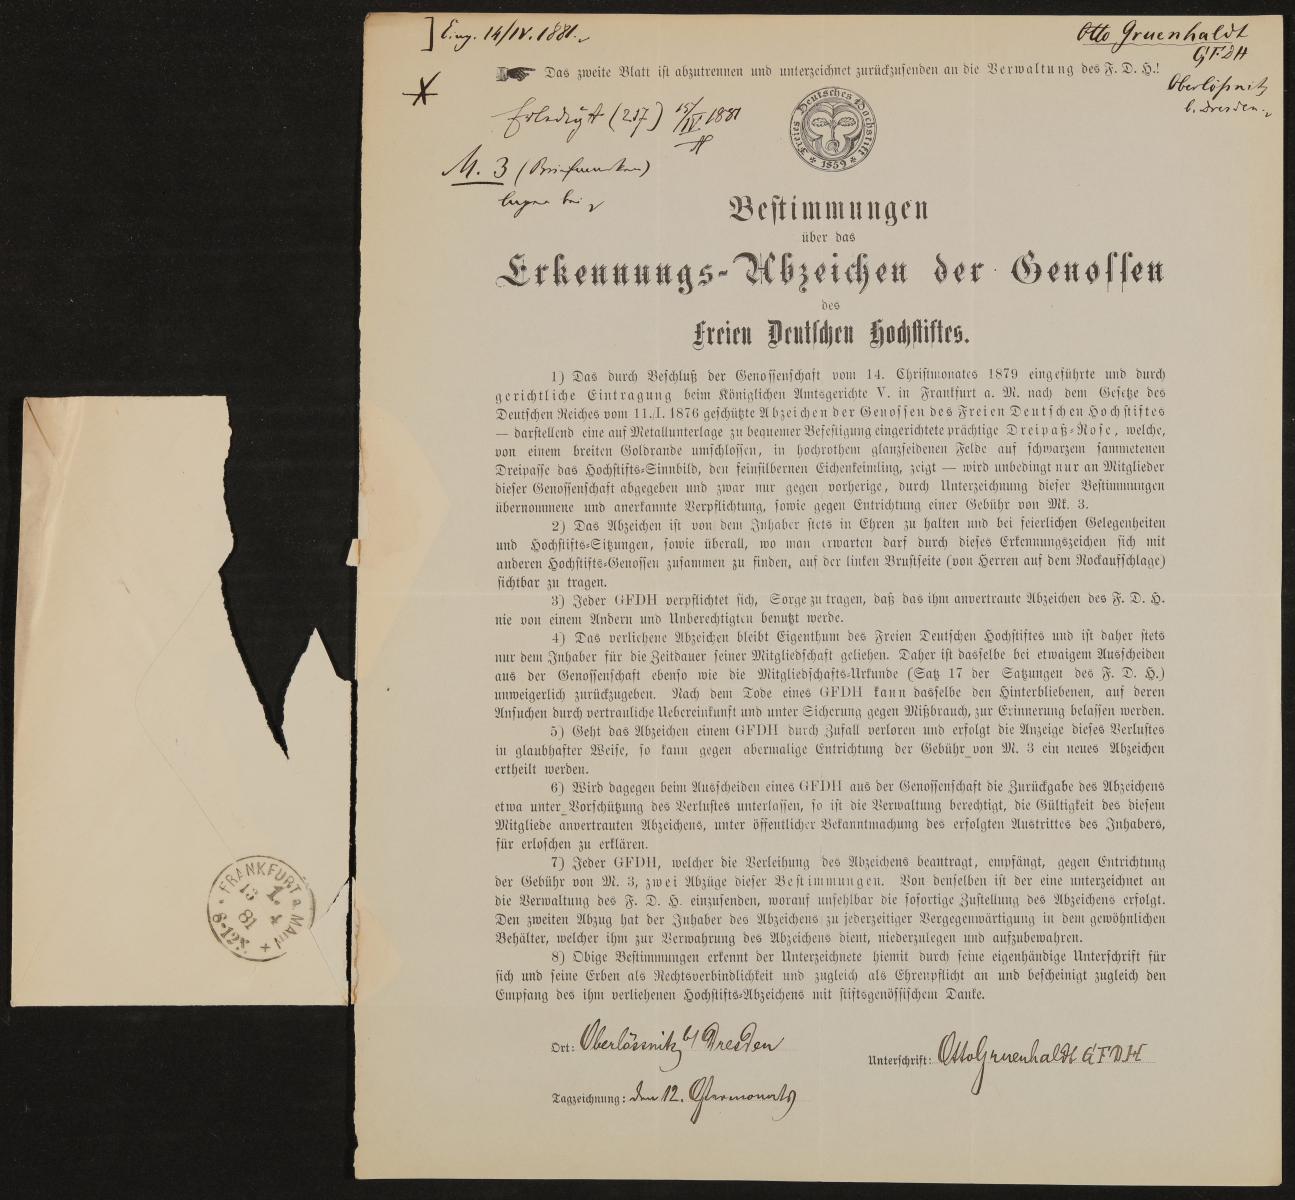 Eing. 14/IV. 1881.
Otto Gruenhaldt
GFDH
Oberlößnitz
b. Dresden.
Das zweite Blatt ist abzutrennen und unterzeichnet zurückzusenden an die Verwaltung des F. D. H.!
Erledigt (217) 15/IV 1881
M. 3 (Briefmarken)
Freies Deutsches Hochstift
* 1859 *
Bestimmungen
über das
Erkennungs-Abzeichen der Genossen
des
Freien Deutschen Hochstiftes.
1) Das durch Beschluß der Genossenschaft vom 14. Christmonates 1879 eingeführte und durch
gerichtliche Eintragung beim Königlichen Amtsgerichte V. in Frankfurt a. M. nach dem Gesetze des
Deutschen Reiches vom 11./I. 1876 geschützte Abzeichen der Genossen des Freien Deutschen Hochstiftes
— darstellend eine auf Metallunterlage zu bequemer Befestigung eingerichtete prächtige Dreipaß-Rose, welche,
von einem breiten Goldrande umschlossen, in hochrothem glanzseidenen Felde auf schwarzem sammetenen
Dreipasse das Hochstifts-Sinnbild, den feinsilbernen Eichenkeimling, zeigt — wird unbedingt nur an Mitglieder
dieser Genossenschaft abgegeben und zwar nur gegen vorherige, durch Unterzeichnung dieser Bestimmungen
übernommene und anerkannte Verpflichtung, sowie gegen Entrichtung einer Gebühr von Mk. 3.
2) Das Abzeichen ist von dem Inhaber stets in Ehren zu halten und bei feierlichen Gelegenheiten
und Hochstifts-Sitzungen, sowie überall, wo man erwarten darf durch dieses Erkennungszeichen sich mit
anderen Hochstifts-Genossen zusammen zu finden, auf der linken Brustseite (von Herren auf dem Rockaufschlage)
sichtbar zu tragen.
3) Jeder GFDH verpflichtet sich, Sorge zu tragen, daß das ihm anvertraute Abzeichen des F. D. H.
nie von einem Andern und Unberechtigten benutzt werde.
4) Das verliehene Abzeichen bleibt Eigenthum des Freien Deutschen Hochstiftes und ist daher stets
nur dem Inhaber für die Zeitdauer seiner Mitgliedschaft geliehen. Daher ist dasselbe bei etwaigem Ausscheiden
aus der Genossenschaft ebenso wie die Mitgliedschafts-Urkunde (Satz 17 der Satzungen des F. D. H.)
unweigerlich zurückzugeben. Nach dem Tode eines GFDH kann dasselbe den Hinterbliebenen, auf deren
Ansuchen durch vertrauliche Uebereinkunft und unter Sicherung gegen Mißbrauch, zur Erinnerung belassen werden.
5) Geht das Abzeichen einem GFDH durch Zufall verloren und erfolgt die Anzeige dieses Verlustes
in glaubhafter Weise, so kann gegen abermalige Entrichtung der Gebühr von M. 3 ein neues Abzeichen
ertheilt werden.
6) Wird dagegen beim Ausscheiden eines GFDH aus der Genossenschaft die Zurückgabe des Abzeichens
etwa unter Vorschützung des Verlustes unterlassen, so ist die Verwaltung berechtigt, die Gültigkeit des diesem
Mitgliede anvertrauten Abzeichens, unter öffentlicher Bekanntmachung des erfolgten Austrittes des Inhabers,
für erloschen zu erklären.
7) Jeder GFDH, welcher die Verleihung des Abzeichens beantragt, empfängt, gegen Entrichtung
der Gebühr von M. 3, zwei Abzüge dieser Bestimmungen. Von denselben ist der eine unterzeichnet an
die Verwaltung des F. D. H. einzusenden, worauf unfehlbar die sofortige Zustellung des Abzeichens erfolgt.
Den zweiten Abzug hat der Inhaber des Abzeichens zu jederzeitiger Vergegenwärtigung in dem gewöhnlichen
Behälter, welcher ihm zur Verwahrung des Abzeichens dient, niederzulegen und aufzubewahren.
8) Obige Bestimmungen erkennt der Unterzeichnete hiemit durch seine eigenhändige Unterschrift für
sich und seine Erben als Rechtsverbindlichkeit und zugleich als Ehrenpflicht an und bescheinigt zugleich den
Empfang des ihm verliehenen Hochstifts-Abzeichens mit stiftsgenössischem Danke.
Ort: Oberlössnitz b/ Dresden
Unterschrift: Otto Gruenhaldt GFDH
Tagzeichnung: den 12. Ostermonats
FRANKFURT a. MAIN
1.
13 4
81
8-12V.